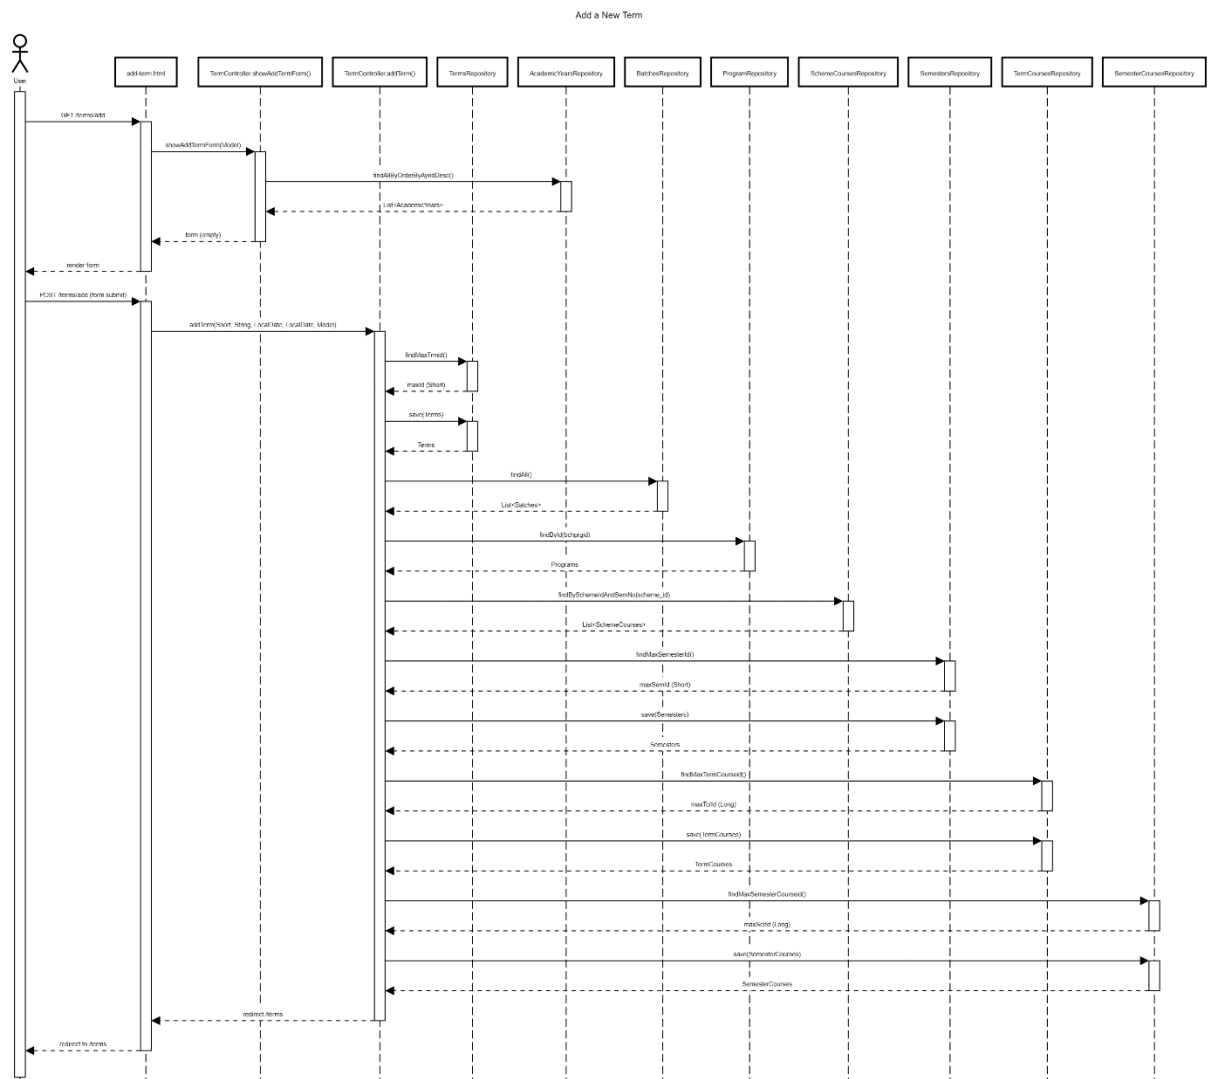 Add a New Term
User
add-term.html
TermController.showAddTermForm()
TermController.addTerm()
TermsRepository
AcademicYearsRepository
BatchesRepository
ProgramRepository
SchemeCoursesRepository
SemestersRepository
TermCoursesRepository
SemesterCoursesRepository
GET /terms/add
showAddTermForm(Model)
findAllByOrderByAyridDesc()
List<AcademicYears>
form (empty)
render form
POST /terms/add (form submit)
addTerm(Short, String, LocalDate, LocalDate, Model)
findMaxTrmid()
maxId (Short)
save(Terms)
Terms
findAll()
List<Batches>
findById(bchprgid)
Programs
findBySchemeIdAndSemNo(scheme_id)
List<SchemeCourses>
findMaxSemesterId()
maxSemId (Short)
save(Semesters)
Semesters
findMaxTermCourseid()
maxTcrId (Long)
save(TermCourses)
TermCourses
findMaxSemesterCourseid()
maxScrId (Long)
save(SemesterCourses)
SemesterCourses
redirect:/terms
redirect to /terms